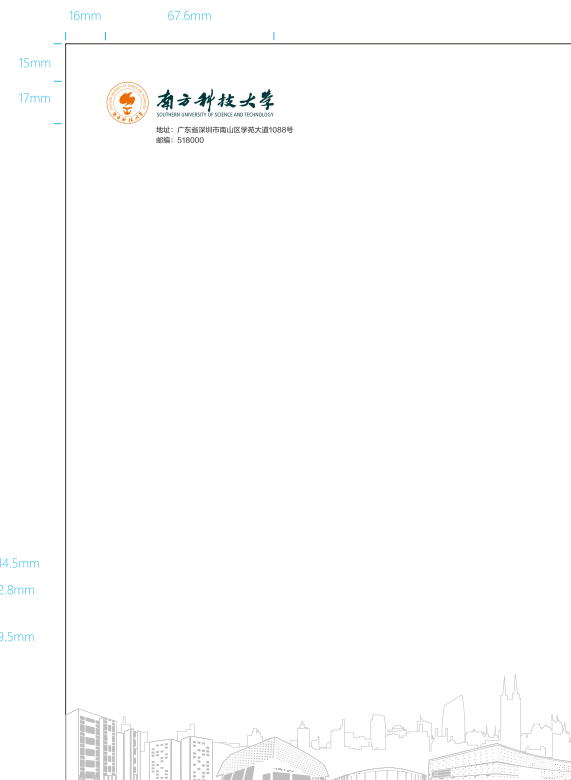 16mm
67.6mm
15mm
17mm
南方科技大学
SOUTHERN UNIVERSITY OF SCIENCE AND TECHNOLOGY
地址：广东省深圳市南山区学苑大道1088号
邮编：518000
4.5mm
2.8mm
9.5mm